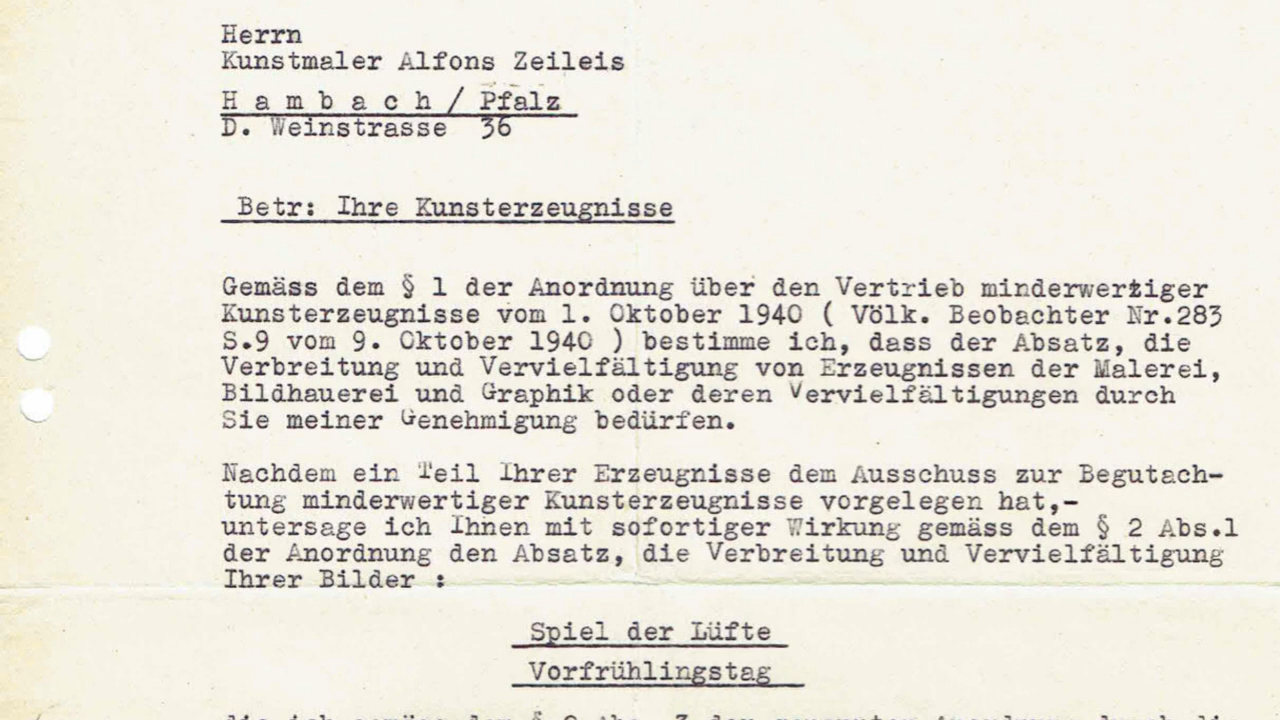 Herrn
Kunstmaler Alfons Zeileis
H a m b a c h / Pfalz
D. Weinstrasse 36
Betr: Ihre Kunsterzeugnisse
Gemäss dem § 1 der Anordnung über den Vertrieb minderwertiger
Kunsterzeugnisse vom 1. Oktober 1940 ( Völk. Beobachter Nr.283
S.9 vom 9. Oktober 1940 ) bestimme ich, dass der Absatz, die
Verbreitung und Vervielfältigung von Erzeugnissen der Malerei,
Bildhauerei und Graphik oder deren Vervielfältigungen durch
Sie meiner Genehmigung bedürfen.
Nachdem ein Teil Ihrer Erzeugnisse dem Ausschuss zur Begutach-
tung minderwertiger Kunsterzeugnisse vorgelegen hat,-
untersage ich Ihnen mit sofortiger Wirkung gemäss dem § 2 Abs.1
der Anordnung den Absatz, die Verbreitung und Vervielfältigung
Ihrer Bilder :
Spiel der Lüfte
Vorfrühlingstag